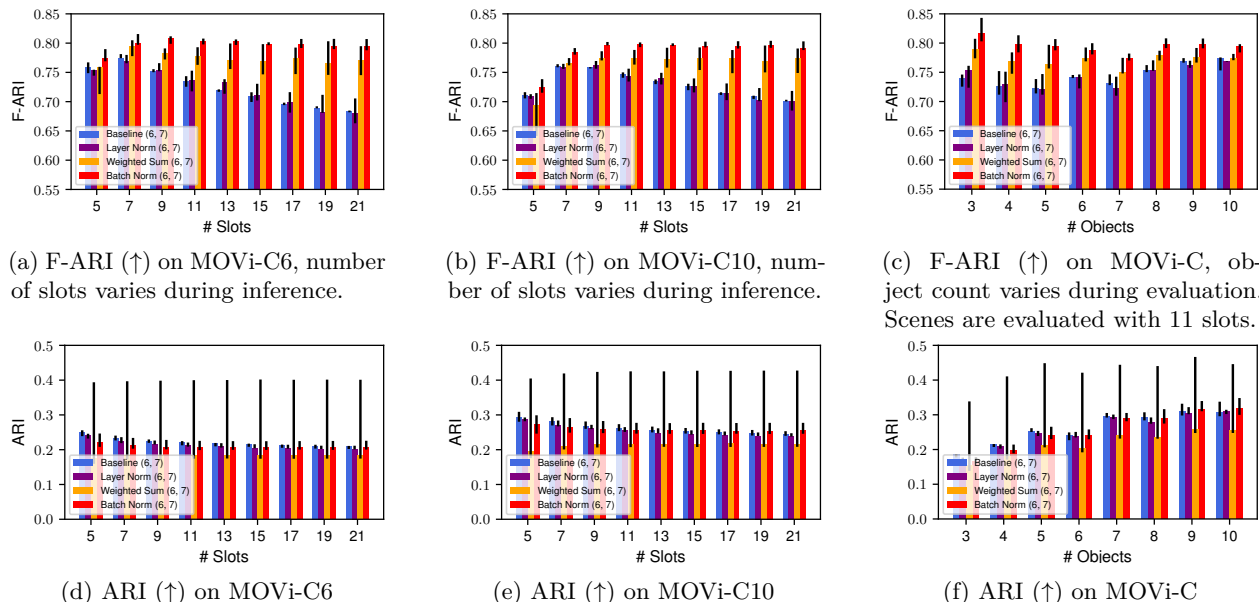 0.85
0.80
0.75
0.70
0.65
0.60
0.55
F-ARI
Baseline (6, 7)
Layer Norm (6, 7)
Weighted Sum (6, 7)
Batch Norm (6, 7)
5 7 9 11 13 15 17 19 21
# Slots
(a) F-ARI (↑) on MOVi-C6, number
of slots varies during inference.
0.85
0.80
0.75
0.70
0.65
0.60
0.55
F-ARI
Baseline (6, 7)
Layer Norm (6, 7)
Weighted Sum (6, 7)
Batch Norm (6, 7)
5 7 9 11 13 15 17 19 21
# Slots
(b) F-ARI (↑) on MOVi-C10, num-
ber of slots varies during inference.
0.85
0.80
0.75
0.70
0.65
0.60
0.55
F-ARI
Baseline (6, 7)
Layer Norm (6, 7)
Weighted Sum (6, 7)
Batch Norm (6, 7)
3 4 5 6 7 8 9 10
# Objects
(c) F-ARI (↑) on MOVi-C, ob-
ject count varies during evaluation.
Scenes are evaluated with 11 slots.
0.5
0.4
0.3
0.2
0.1
0.0
ARI
Baseline (6, 7)
Layer Norm (6, 7)
Weighted Sum (6, 7)
Batch Norm (6, 7)
5 7 9 11 13 15 17 19 21
# Slots
(d) ARI (↑) on MOVi-C6
0.5
0.4
0.3
0.2
0.1
0.0
ARI
Baseline (6, 7)
Layer Norm (6, 7)
Weighted Sum (6, 7)
Batch Norm (6, 7)
5 7 9 11 13 15 17 19 21
# Slots
(e) ARI (↑) on MOVi-C10
0.5
0.4
0.3
0.2
0.1
0.0
ARI
Baseline (6, 7)
Layer Norm (6, 7)
Weighted Sum (6, 7)
Batch Norm (6, 7)
3 4 5 6 7 8 9 10
# Objects
(f) ARI (↑) on MOVi-C